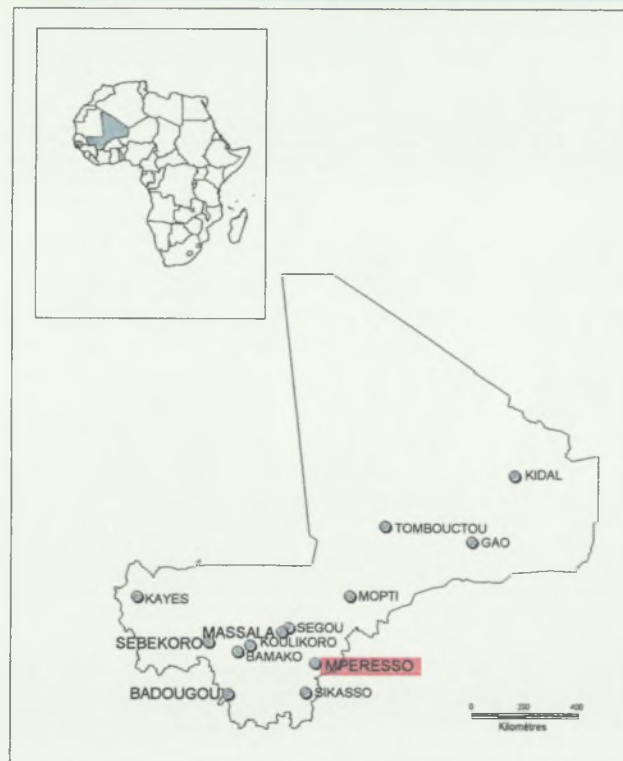 KIDAL
TOMBOUCTOU
GAO
KAYES
MOPTI
SEGOU
MASSALA
SEBEKORO
KOULIKORO
BAMAKO
MPERESSO
BADOUGOU
SIKASSO
0 200 400
Kilomètres